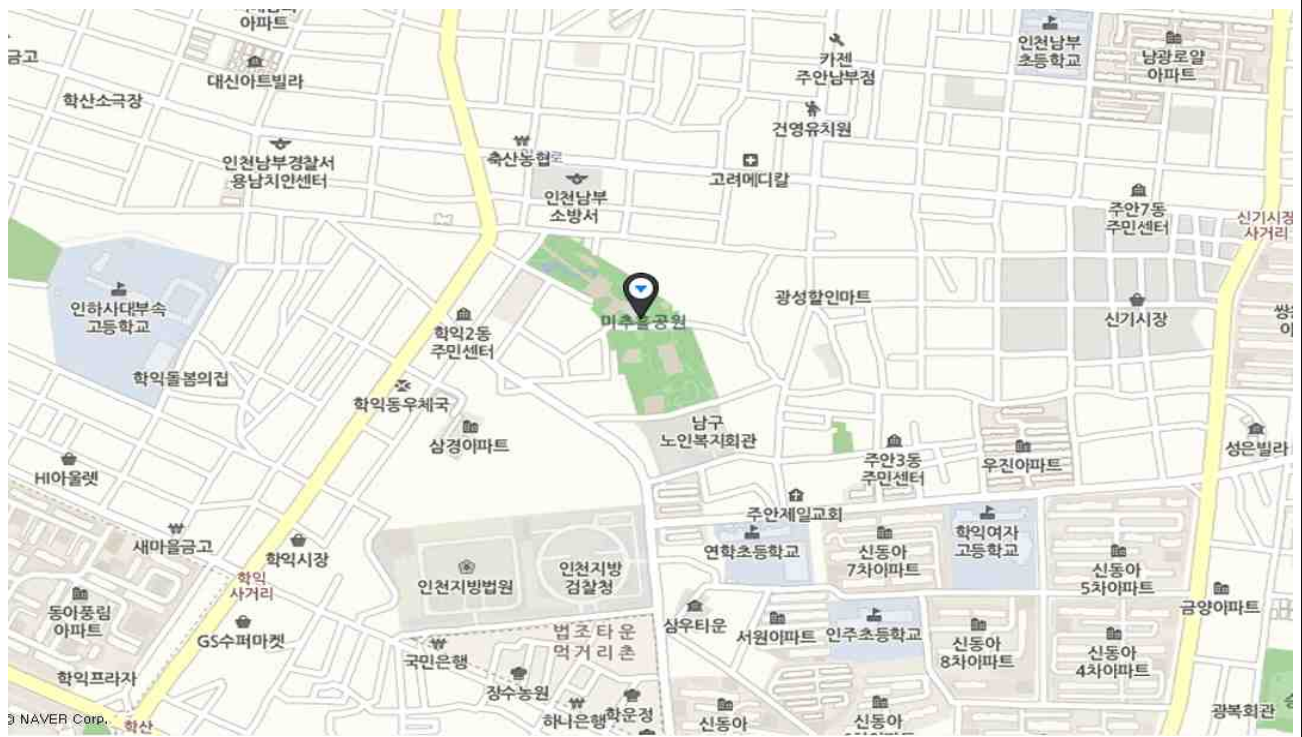 아파트
인천남부
초등학교
남광로얄
아파트
금고
대신아트빌라
카젠
주안남부점
학산소극장
건영유치원
축산농협
인천남부경찰서
용남치안센터
고려메디칼
인천남부
소방서
주안7동
주민센터
신기시장
사거리
인하사대부속
고등학교
광성할인마트
미추홀공원
신기시장
학익2동
주민센터
학익돌봄의집
학익동우체국
남구
노인복지회관
삼경아파트
성은빌라
주안3동
주민센터
우진아파트
HI아울렛
주안제일교회
새마을금고
학익시장
연학초등학교
신동아
7차아파트
학익여자
고등학교
신동아
5차아파트
인천지방법원
인천지방
검찰청
학익
사거리
동아풍림
아파트
GS수퍼마켓
삼우타운
서원아파트
인주초등학교
금양아파트
법조타운
먹거리촌
신동아
8차아파트
신동아
4차아파트
국민은행
학익프라자
장수농원
하나은행
학운정
신동아
신동아
광복회관
NAVER Corp.
학산